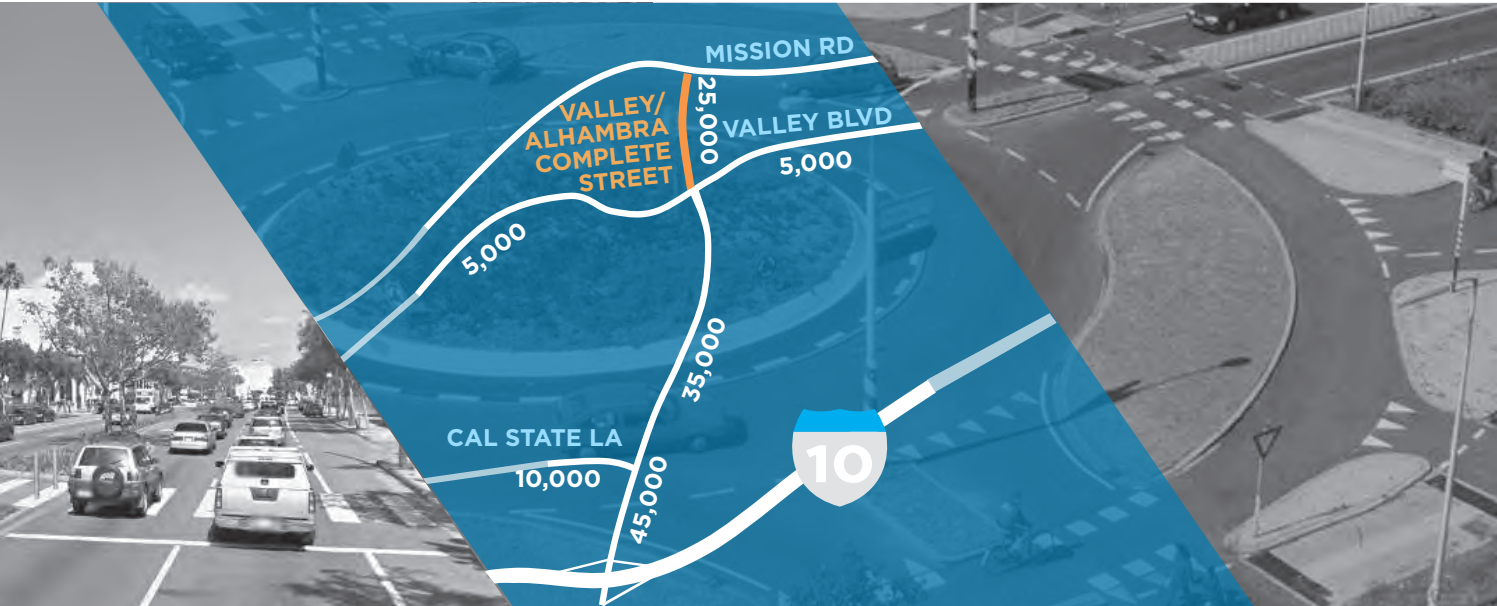 MISSION RD
25,000
VALLEY/
ALHAMBRA
COMPLETE
STREET
VALLEY BLVD
5,000
5,000
35,000
CAL STATE LA
10,000
45,000
10